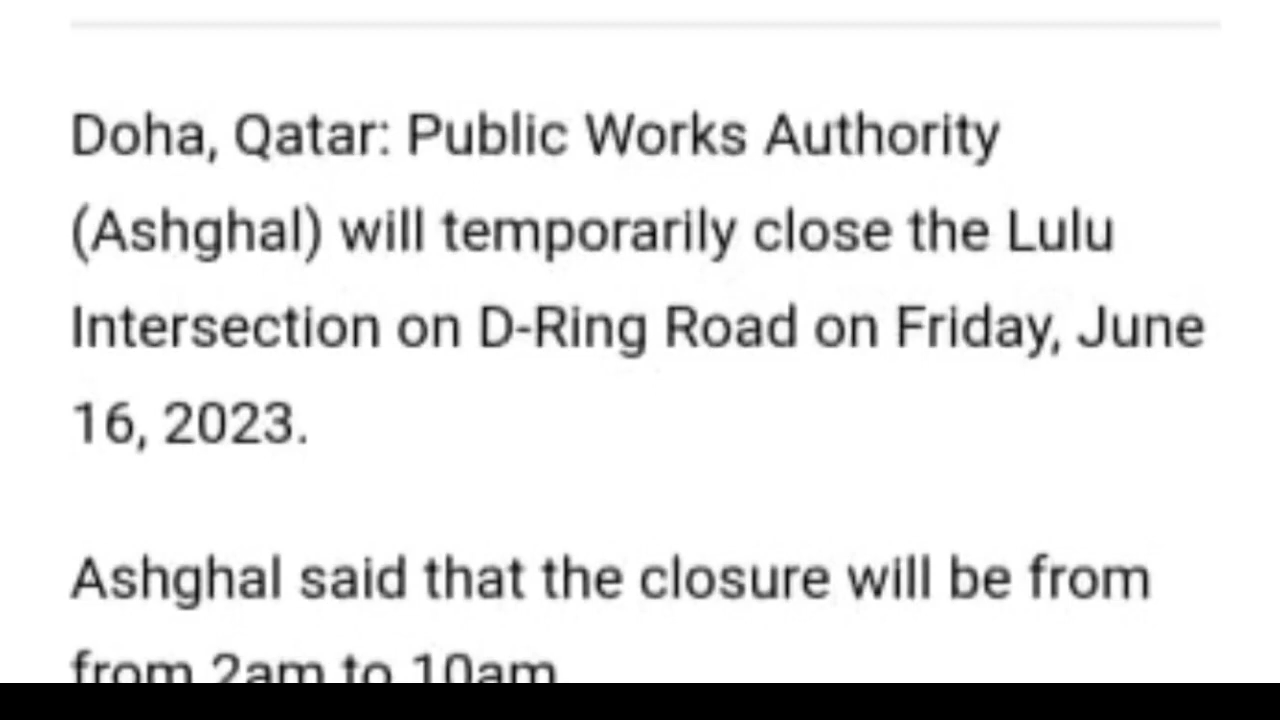 Doha, Qatar: Public Works Authority
(Ashghal) will temporarily close the Lulu
Intersection on D-Ring Road on Friday, June
16, 2023.
Ashghal said that the closure will be from
from 2am to 10am